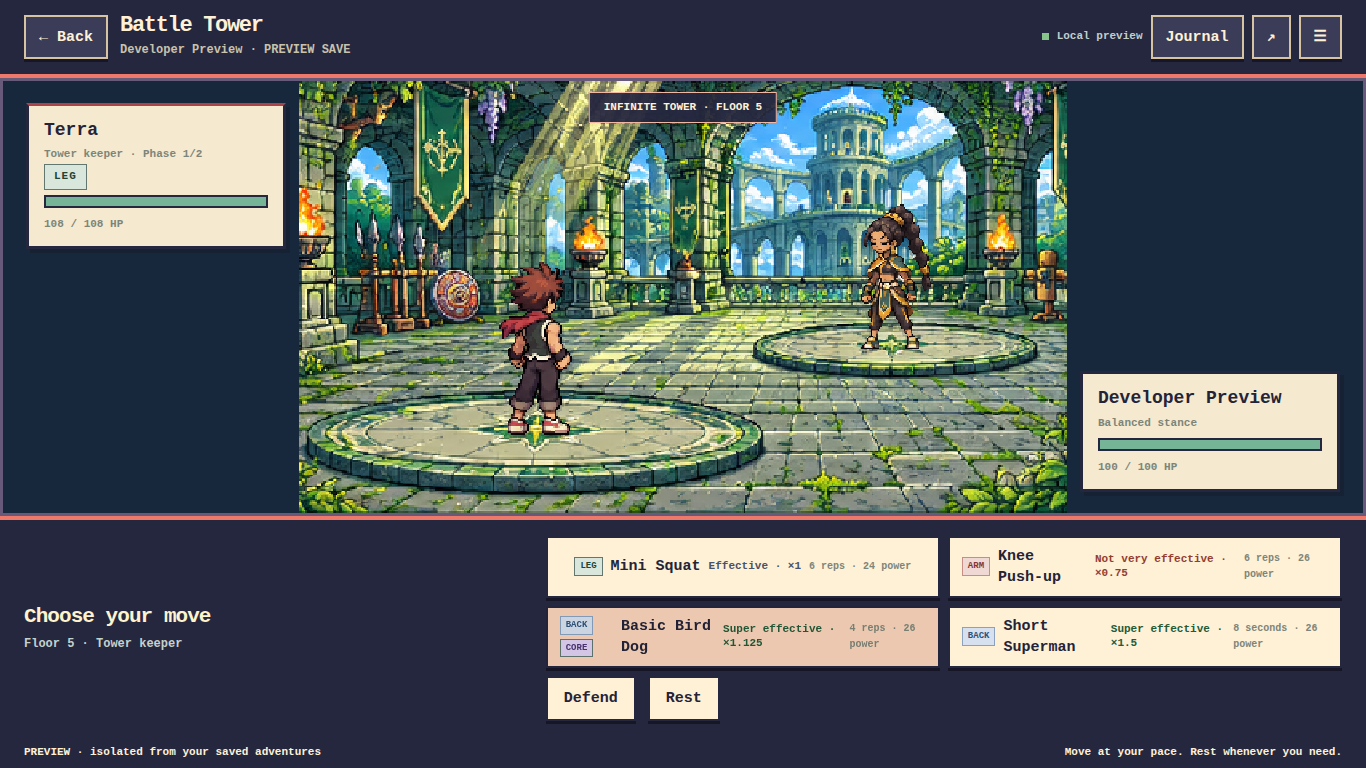 ← Back
Battle Tower
Developer Preview · PREVIEW SAVE
Local preview
Journal
↗
☰
INFINITE TOWER · FLOOR 5
Terra
Tower keeper · Phase 1/2
LEG
108 / 108 HP
Developer Preview
Balanced stance
100 / 100 HP
Choose your move
Floor 5 · Tower keeper
LEG
Mini Squat
Effective · ×1
6 reps · 24 power
ARM
Knee
Push-up
Not very effective ·
×0.75
6 reps · 26
power
BACK
CORE
Basic Bird
Dog
Super effective ·
×1.125
4 reps · 26
power
BACK
Short
Superman
Super effective ·
×1.5
8 seconds · 26
power
Defend
Rest
PREVIEW · isolated from your saved adventures
Move at your pace. Rest whenever you need.